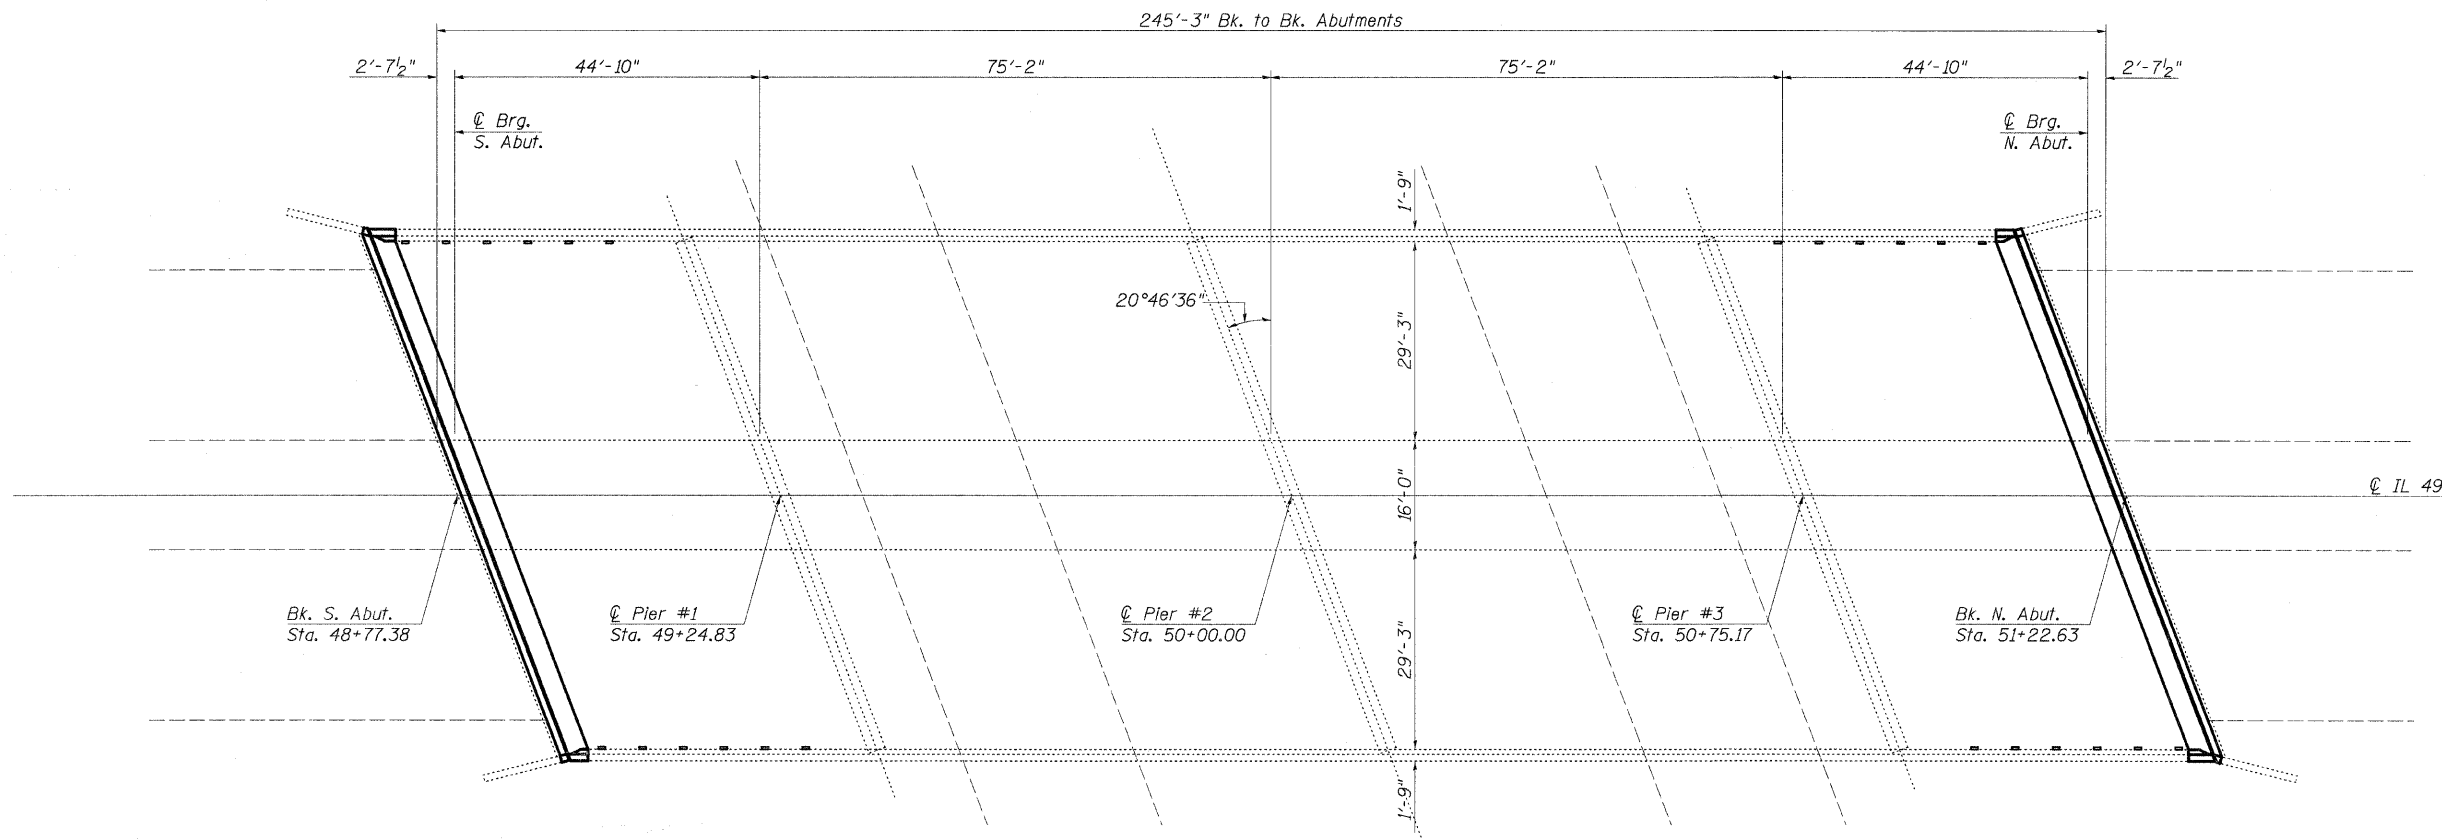 245'-3" Bk. to Bk. Abutments
2'-7½" 44'-10" 75'-2" 75'-2" 44'-10" 2'-7½"
℄ Brg.
S. Abut.
℄ Brg.
N. Abut.
1'-9"
20°46'36"
29'-3"
16'-0"
℄ IL 49
Bk. S. Abut.
Sta. 48+77.38
℄ Pier #1
Sta. 49+24.83
℄ Pier #2
Sta. 50+00.00
℄ Pier #3
Sta. 50+75.17
Bk. N. Abut.
Sta. 51+22.63
29'-3"
1'-9"